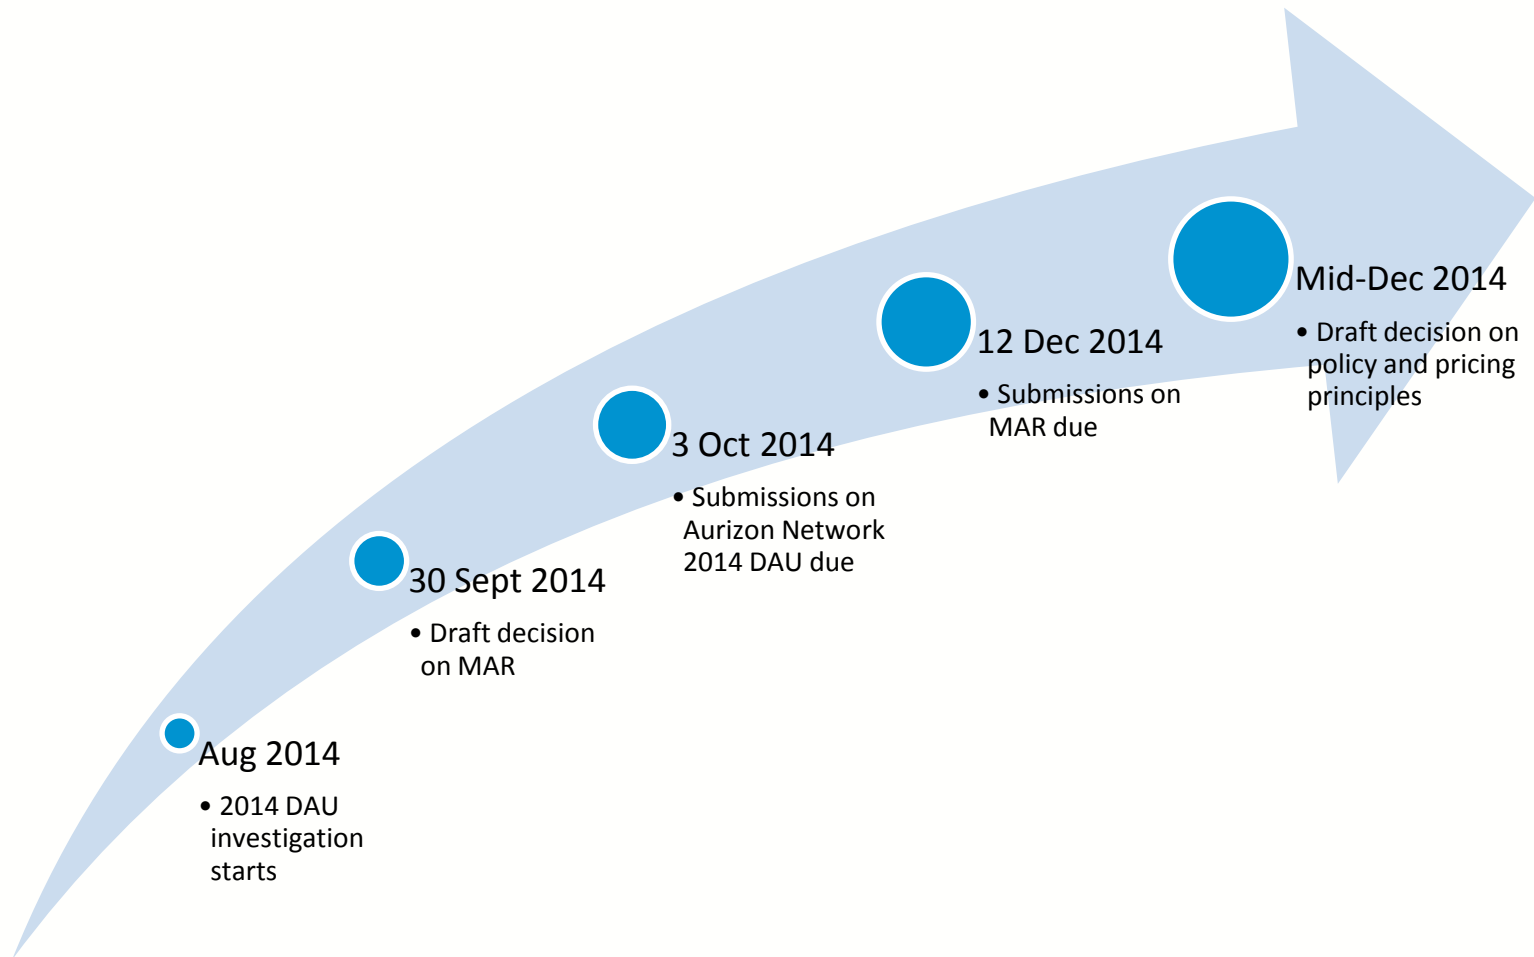 Aug 2014
• 2014 DAU
investigation
starts
30 Sept 2014
• Draft decision
on MAR
3 Oct 2014
• Submissions on
Aurizon Network
2014 DAU due
12 Dec 2014
• Submissions on
MAR due
Mid-Dec 2014
• Draft decision on
policy and pricing
principles